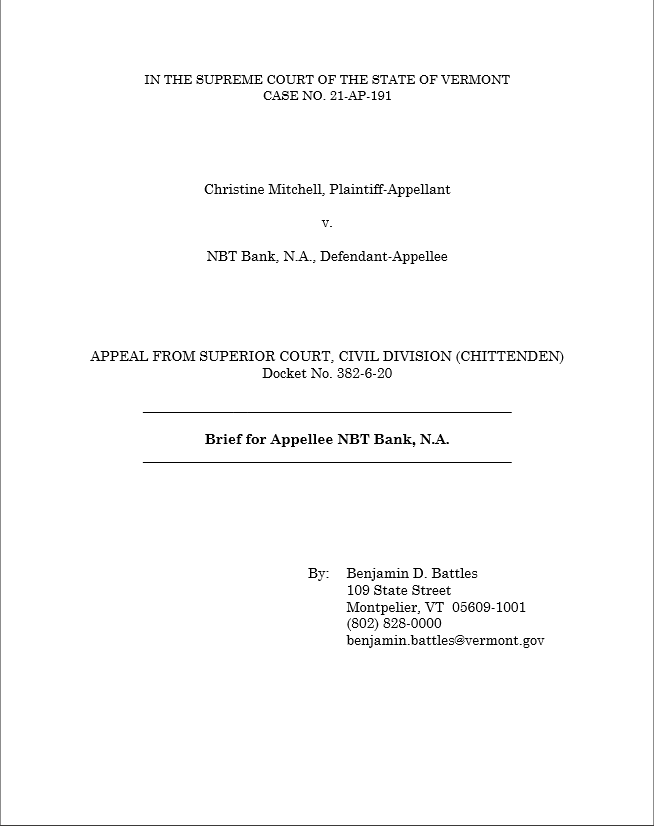 IN THE SUPREME COURT OF THE STATE OF VERMONT
CASE NO. 21-AP-191
Christine Mitchell, Plaintiff-Appellant
v.
NBT Bank, N.A., Defendant-Appellee
APPEAL FROM SUPERIOR COURT, CIVIL DIVISION (CHITTENDEN)
Docket No. 382-6-20
Brief for Appellee NBT Bank, N.A.
By: Benjamin D. Battles
109 State Street
Montpelier, VT 05609-1001
(802) 828-0000
benjamin.battles@vermont.gov